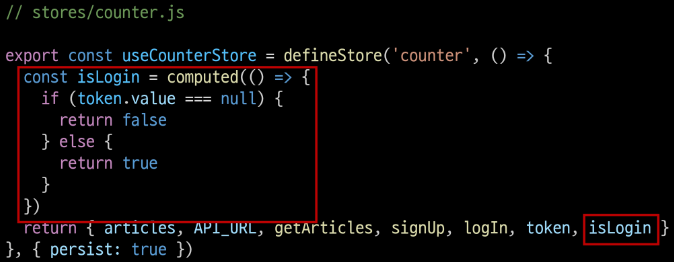 // stores/counter.js
export const useCounterStore = defineStore('counter', () => {
const isLogin = computed(() => {
if (token.value === null) {
return false
} else {
return true
}
})
return { articles, API_URL, getArticles, signUp, logIn, token, isLogin }
}, { persist: true })